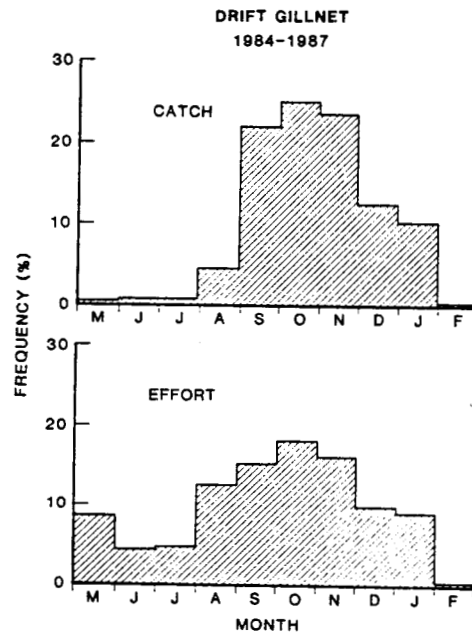 DRIFT GILLNET
1984-1987
FREQUENCY (%)
30
CATCH
20
10
0
M J J A S O N D J F
30
EFFORT
20
10
0
M J J A S O N D J F
MONTH